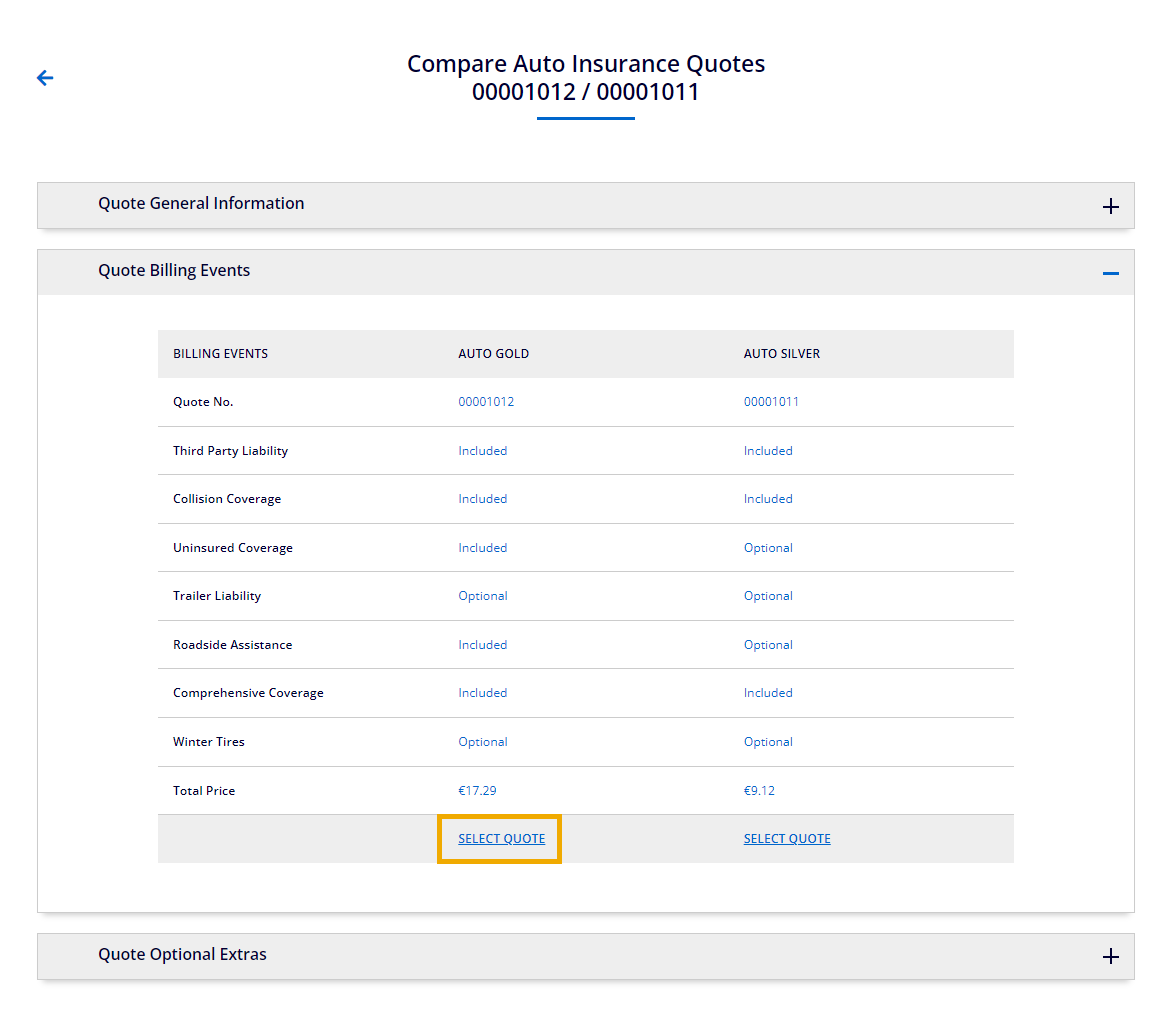 Compare Auto Insurance Quotes
00001012 / 00001011
Quote General Information
Quote Billing Events
BILLING EVENTS AUTO GOLD AUTO SILVER
Quote No. 00001012 00001011
Third Party Liability Included Included
Collision Coverage Included Included
Uninsured Coverage Included Optional
Trailer Liability Optional Optional
Roadside Assistance Included Optional
Comprehensive Coverage Included Included
Winter Tires Optional Optional
Total Price €17.29 €9.12
SELECT QUOTE SELECT QUOTE
Quote Optional Extras